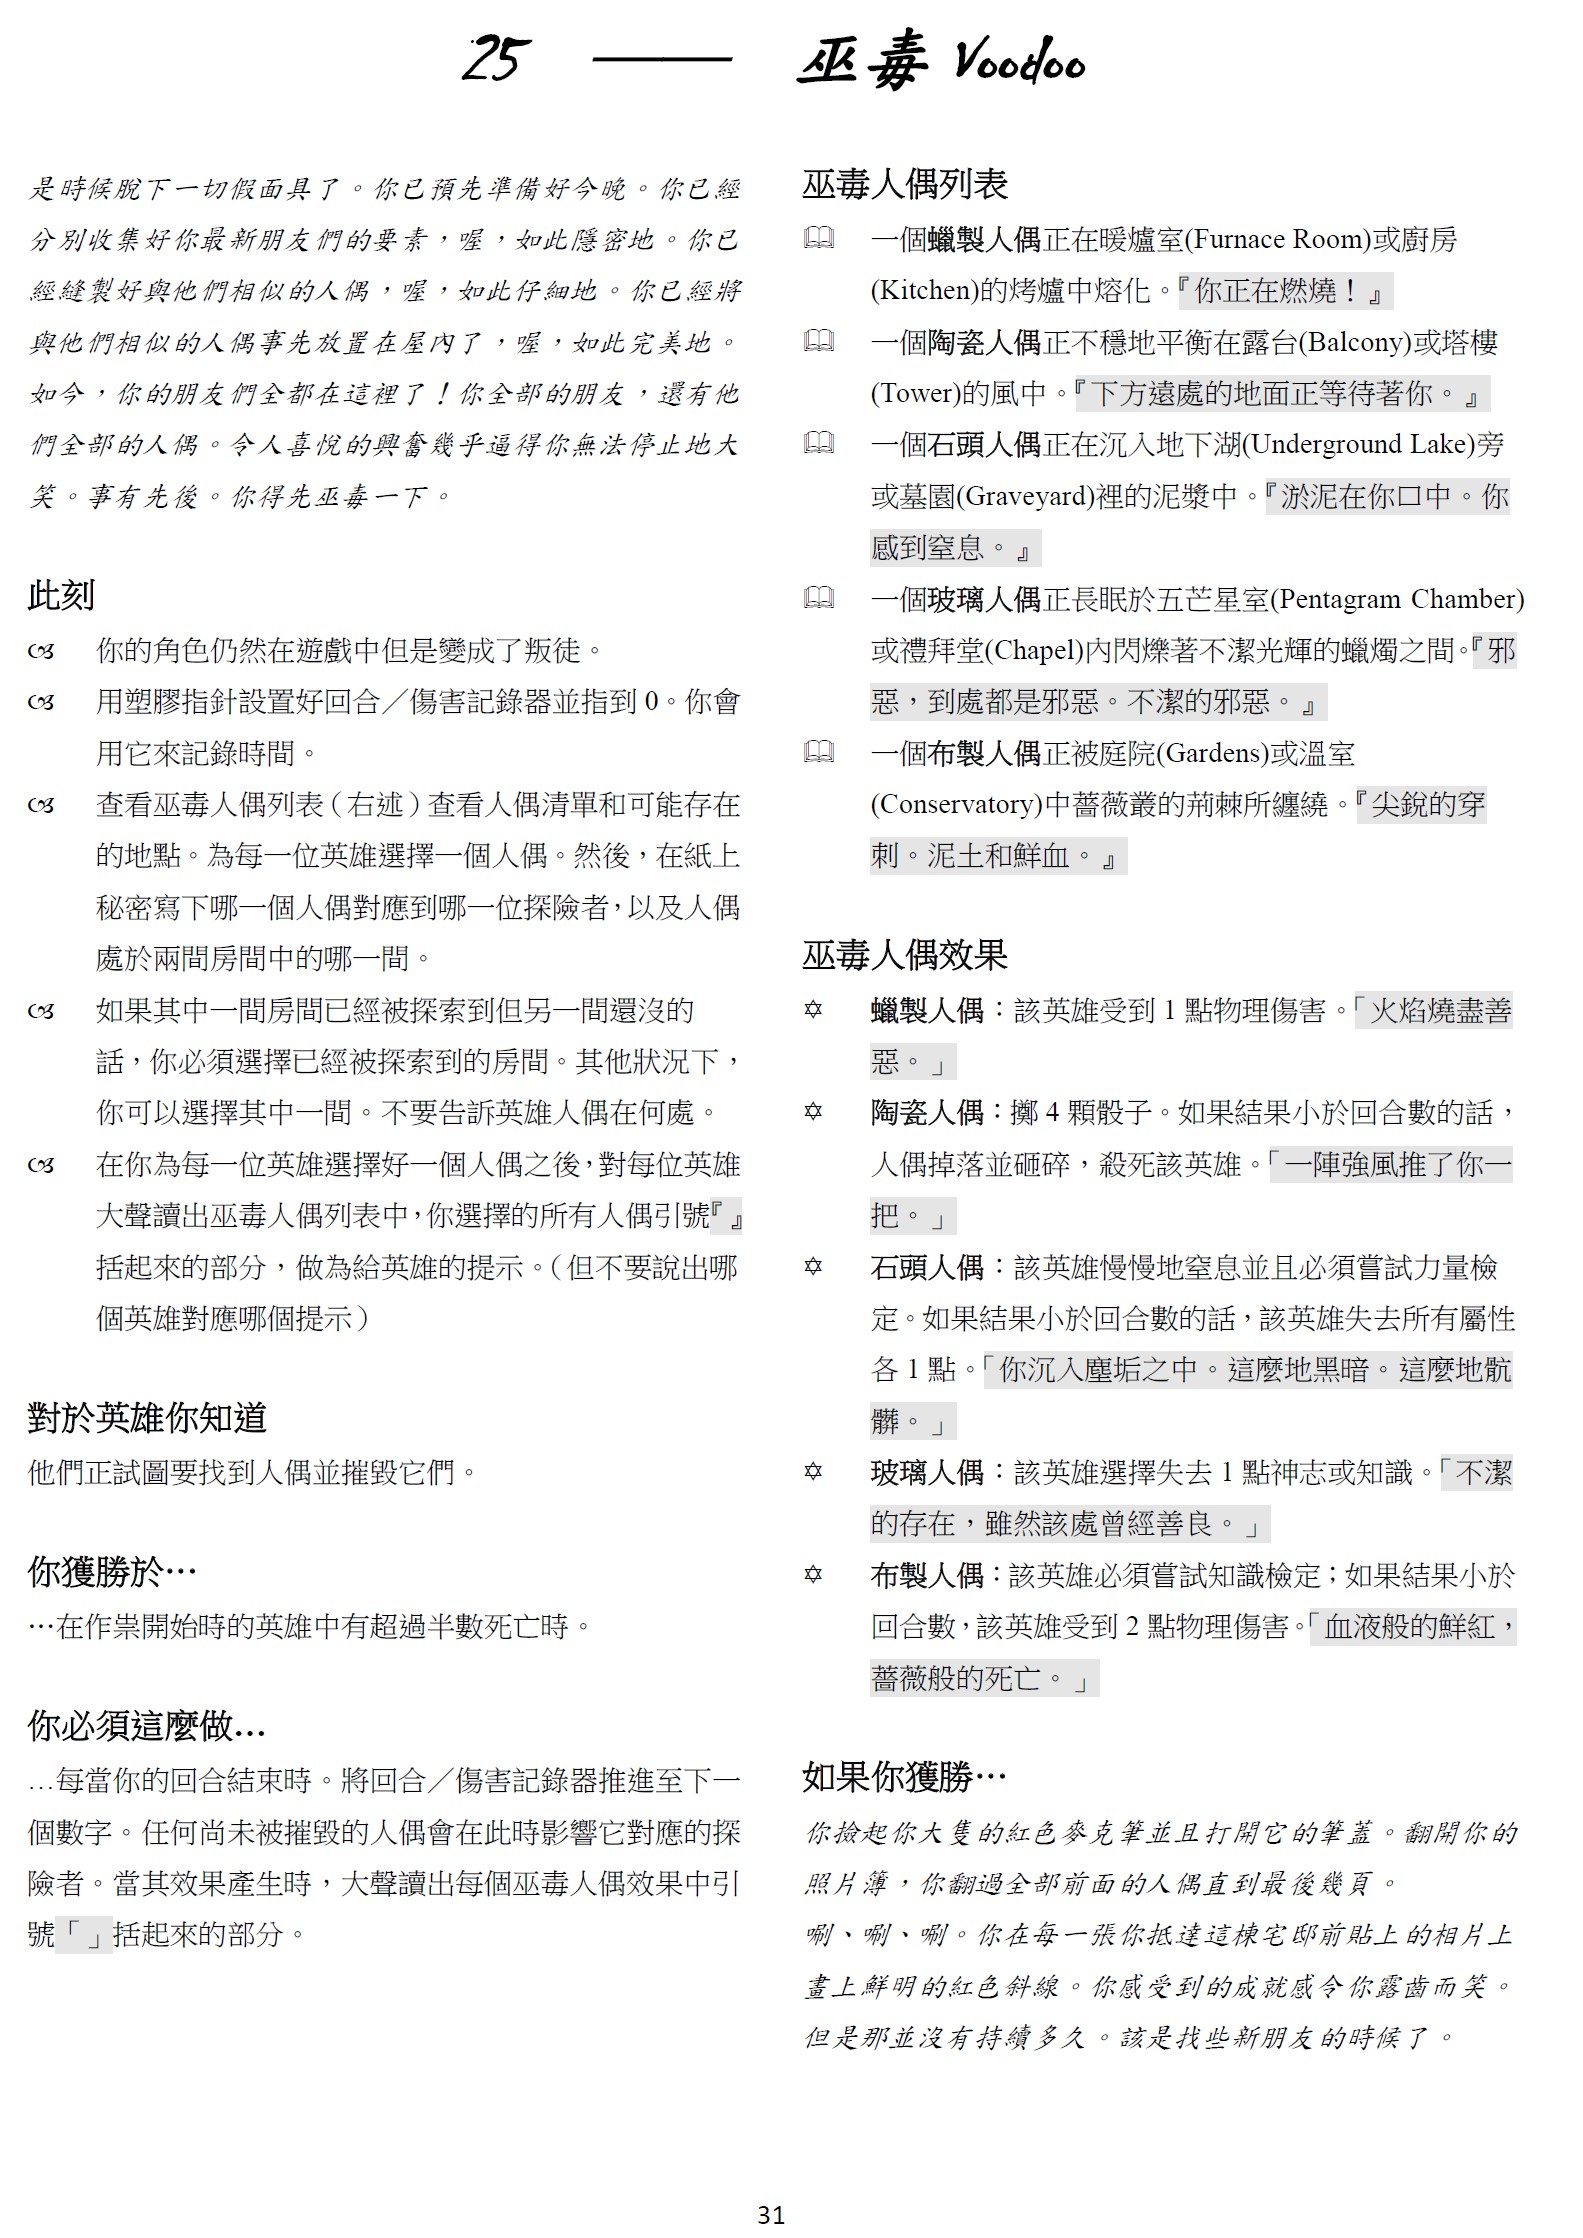 25 —— 巫毒 Voodoo
是時候脫下一切假面具了。你已預先準備好今晚。你已經
分別收集好你最新朋友們的要素，喔，如此隱密地。你已
經縫製好與他們相似的人偶，喔，如此仔細地。你已經將
與他們相似的人偶事先放置在屋內了，喔，如此完美地。
如今，你的朋友們全都在這裡了！你全部的朋友，還有他
們全部的人偶。令人喜悅的興奮幾乎逼得你無法停止地大
笑。事有先後。你得先巫毒一下。
此刻
你的角色仍然在遊戲中但是變成了叛徒。
用塑膠指針設置好回合／傷害記錄器並指到 0。你會
用它來記錄時間。
查看巫毒人偶列表（右述）查看人偶清單和可能存在
的地點。為每一位英雄選擇一個人偶。然後，在紙上
秘密寫下哪一個人偶對應到哪一位探險者，以及人偶
處於兩間房間中的哪一間。
如果其中一間房間已經被探索到但另一間還沒的
話，你必須選擇已經被探索到的房間。其他狀況下，
你可以選擇其中一間。不要告訴英雄人偶在何處。
在你為每一位英雄選擇好一個人偶之後，對每位英雄
大聲讀出巫毒人偶列表中，你選擇的所有人偶引號『』
括起來的部分，做為給英雄的提示。（但不要說出哪
個英雄對應哪個提示）
對於英雄你知道
他們正試圖要找到人偶並摧毀它們。
你獲勝於…
…在作祟開始時的英雄中有超過半數死亡時。
你必須這麼做…
…每當你的回合結束時。將回合／傷害記錄器推進至下一
個數字。任何尚未被摧毀的人偶會在此時影響它對應的探
險者。當其效果產生時，大聲讀出每個巫毒人偶效果中引
號「」括起來的部分。
巫毒人偶列表
一個蠟製人偶正在暖爐室(Furnace Room)或廚房
(Kitchen)的烤爐中熔化。『你正在燃燒！』
一個陶瓷人偶正不穩地平衡在露台(Balcony)或塔樓
(Tower)的風中。『下方遠處的地面正等待著你。』
一個石頭人偶正在沉入地下湖(Underground Lake)旁
或墓園(Graveyard)裡的泥漿中。『淤泥在你口中。你
感到窒息。』
一個玻璃人偶正長眠於五芒星室(Pentagram Chamber)
或禮拜堂(Chapel)內閃爍著不潔光輝的蠟燭之間。『邪
惡，到處都是邪惡。不潔的邪惡。』
一個布製人偶正被庭院(Gardens)或溫室
(Conservatory)中薔薇叢的荊棘所纏繞。『尖銳的穿
刺。泥土和鮮血。』
巫毒人偶效果
✡ 蠟製人偶：該英雄受到 1 點物理傷害。「火焰燒盡善
惡。」
✡ 陶瓷人偶：擲 4 顆骰子。如果結果小於回合數的話，
人偶掉落並砸碎，殺死該英雄。「一陣強風推了你一
把。」
✡ 石頭人偶：該英雄慢慢地窒息並且必須嘗試力量檢
定。如果結果小於回合數的話，該英雄失去所有屬性
各 1 點。「你沉入塵垢之中。這麼地黑暗。這麼地骯
髒。」
✡ 玻璃人偶：該英雄選擇失去 1 點神志或知識。「不潔
的存在，雖然該處曾經善良。」
✡ 布製人偶：該英雄必須嘗試知識檢定；如果結果小於
回合數，該英雄受到 2 點物理傷害。「血液般的鮮紅，
薔薇般的死亡。」
如果你獲勝…
你撿起你大隻的紅色麥克筆並且打開它的筆蓋。翻開你的
照片簿，你翻過全部前面的人偶直到最後幾頁。
唰、唰、唰。你在每一張你抵達這棟宅邸前貼上的相片上
畫上鮮明的紅色斜線。你感受到的成就感令你露齒而笑。
但是那並沒有持續多久。該是找些新朋友的時候了。
31